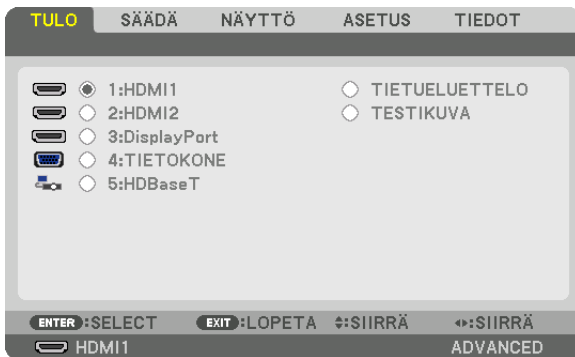 TULO SÄÄDÄ NÄYTTÖ ASETUS TIEDOT
1:HDMI1 TIETUELUETTELO
2:HDMI2 TESTIKUVA
3:DisplayPort
4:TIETOKONE
5:HDBaseT
ENTER :SELECT EXIT :LOPETA :SIIRRÄ :SIIRRÄ
HDMI1 ADVANCED